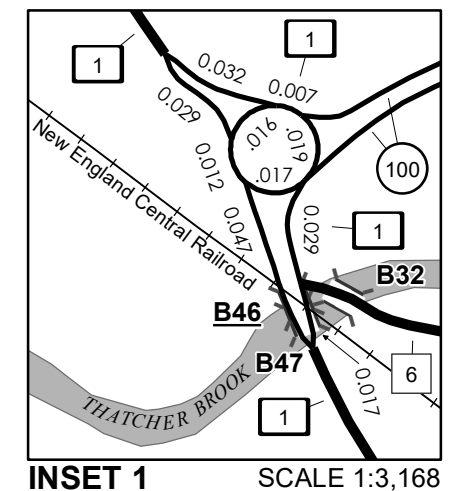 1
1
0.032
0.007
0.029
.016
.019
.017
0.012
100
New England Central Railroad
0.047
0.029
1
B32
B46
B47
6
THATCHER BROOK
0.017
1
INSET 1
SCALE 1:3,168